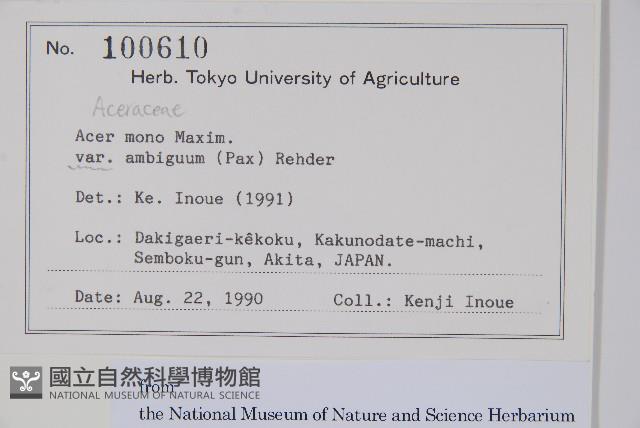 No. 100610
Herb. Tokyo University of Agriculture
Aceraceae
Acer mono Maxim.
var. ambiguum (Pax) Rehder
Det.: Ke. Inoue (1991)
Loc.: Dakigaeri-kêkoku, Kakunodate-machi,
Semboku-gun, Akita, JAPAN.
Date: Aug. 22, 1990 Coll.: Kenji Inoue
國立自然科學博物館
NATIONAL MUSEUM OF NATURAL SCIENCE
from
the National Museum of Nature and Science Herbarium